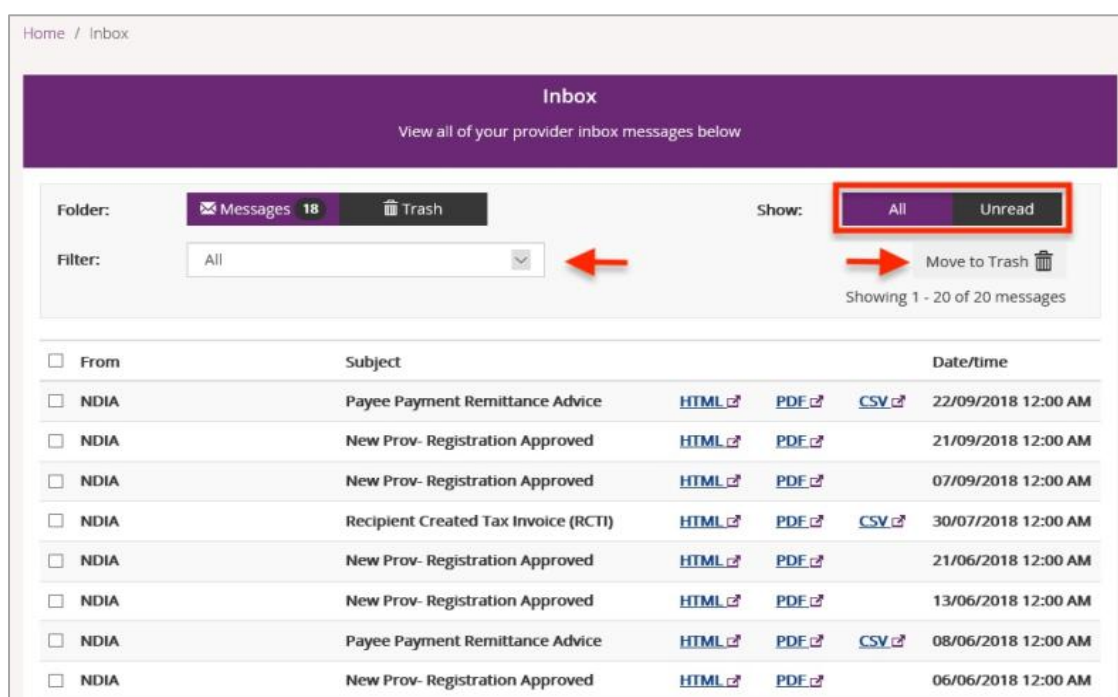 Home / Inbox
Inbox
View all of your provider inbox messages below
Folder: Messages 18 Trash Show: All Unread
Filter: All Move to Trash
Showing 1 - 20 of 20 messages
From Subject Date/time
NDIA Payee Payment Remittance Advice HTML PDF CSV 22/09/2018 12:00 AM
NDIA New Prov- Registration Approved HTML PDF 21/09/2018 12:00 AM
NDIA New Prov- Registration Approved HTML PDF 07/09/2018 12:00 AM
NDIA Recipient Created Tax Invoice (RCTI) HTML PDF CSV 30/07/2018 12:00 AM
NDIA New Prov- Registration Approved HTML PDF 21/06/2018 12:00 AM
NDIA New Prov- Registration Approved HTML PDF 13/06/2018 12:00 AM
NDIA Payee Payment Remittance Advice HTML PDF CSV 08/06/2018 12:00 AM
NDIA New Prov- Registration Approved HTML PDF 06/06/2018 12:00 AM